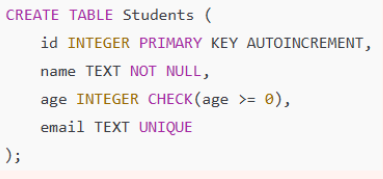 CREATE TABLE Students (
    id INTEGER PRIMARY KEY AUTOINCREMENT,
    name TEXT NOT NULL,
    age INTEGER CHECK(age >= 0),
    email TEXT UNIQUE
);